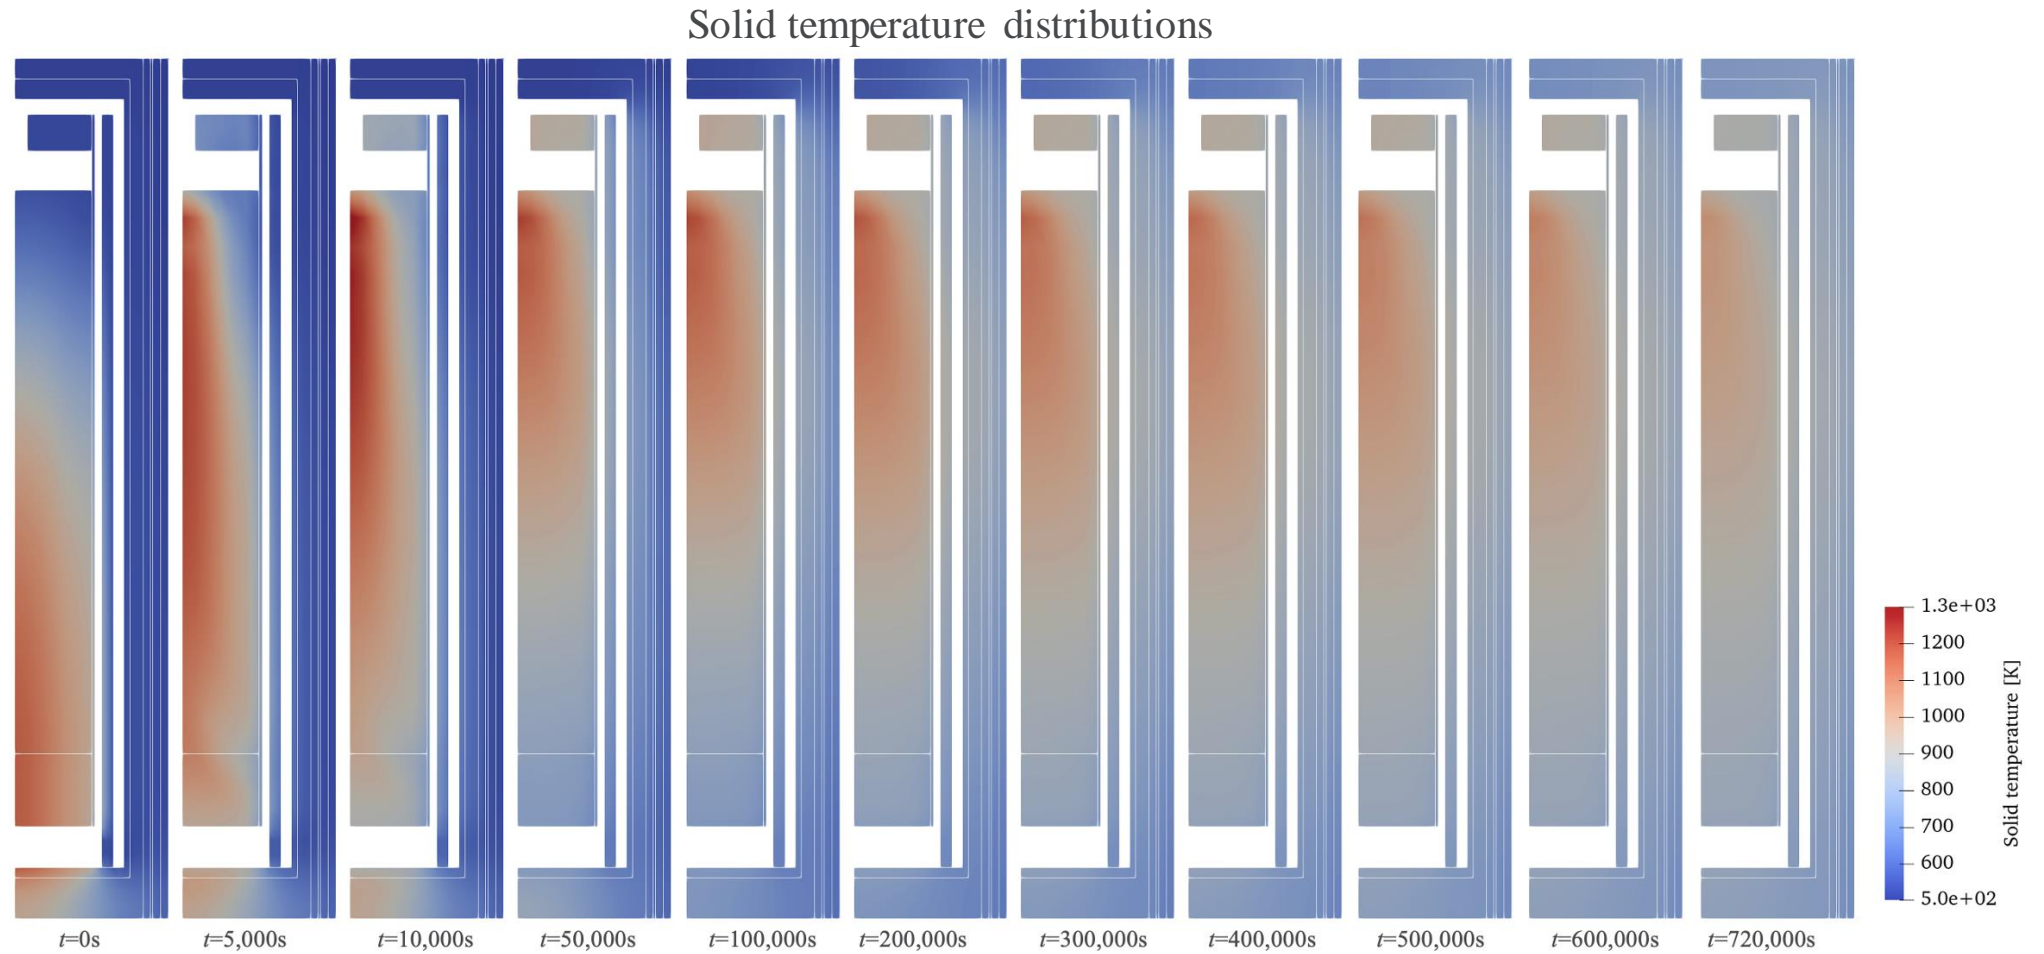 Solid temperature distributions
1.3e+03
1200
1100
1000
900
800
700
600
5.0e+02
Solid temperature [K]
t=0s
t=5,000s
t=10,000s
t=50,000s
t=100,000s
t=200,000s
t=300,000s
t=400,000s
t=500,000s
t=600,000s
t=720,000s